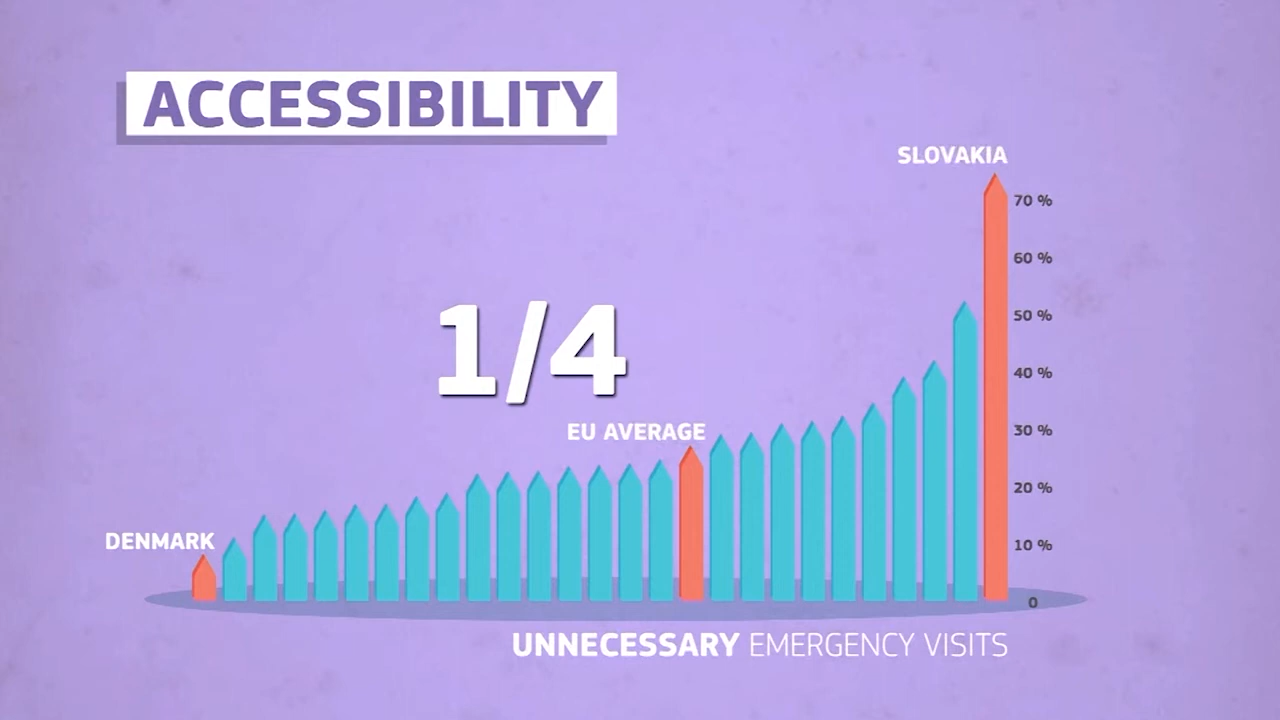 ACCESSIBILITY
SLOVAKIA
70 %
60 %
50 %
1/4
40 %
EU AVERAGE
30 %
20 %
DENMARK
10 %
0
UNNECESSARY EMERGENCY VISITS